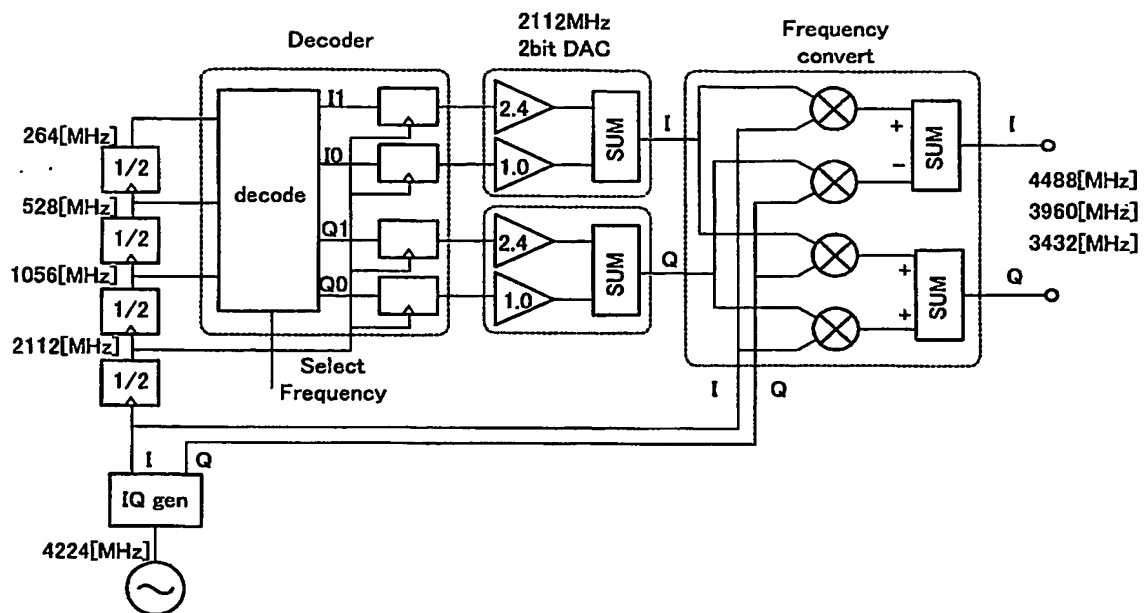 Decoder
2112MHz
2bit DAC
Frequency
convert
264[MHz]
1/2
528[MHz]
1/2
1056[MHz]
1/2
2112[MHz]
1/2
decode
I1
I0
Q1
Q0
Select
Frequency
2.4
1.0
SUM
I
2.4
1.0
SUM
Q
+
-
SUM
I
+
+
SUM
Q
4488[MHz]
3960[MHz]
3432[MHz]
I
Q
I
Q
IQ gen
4224[MHz]